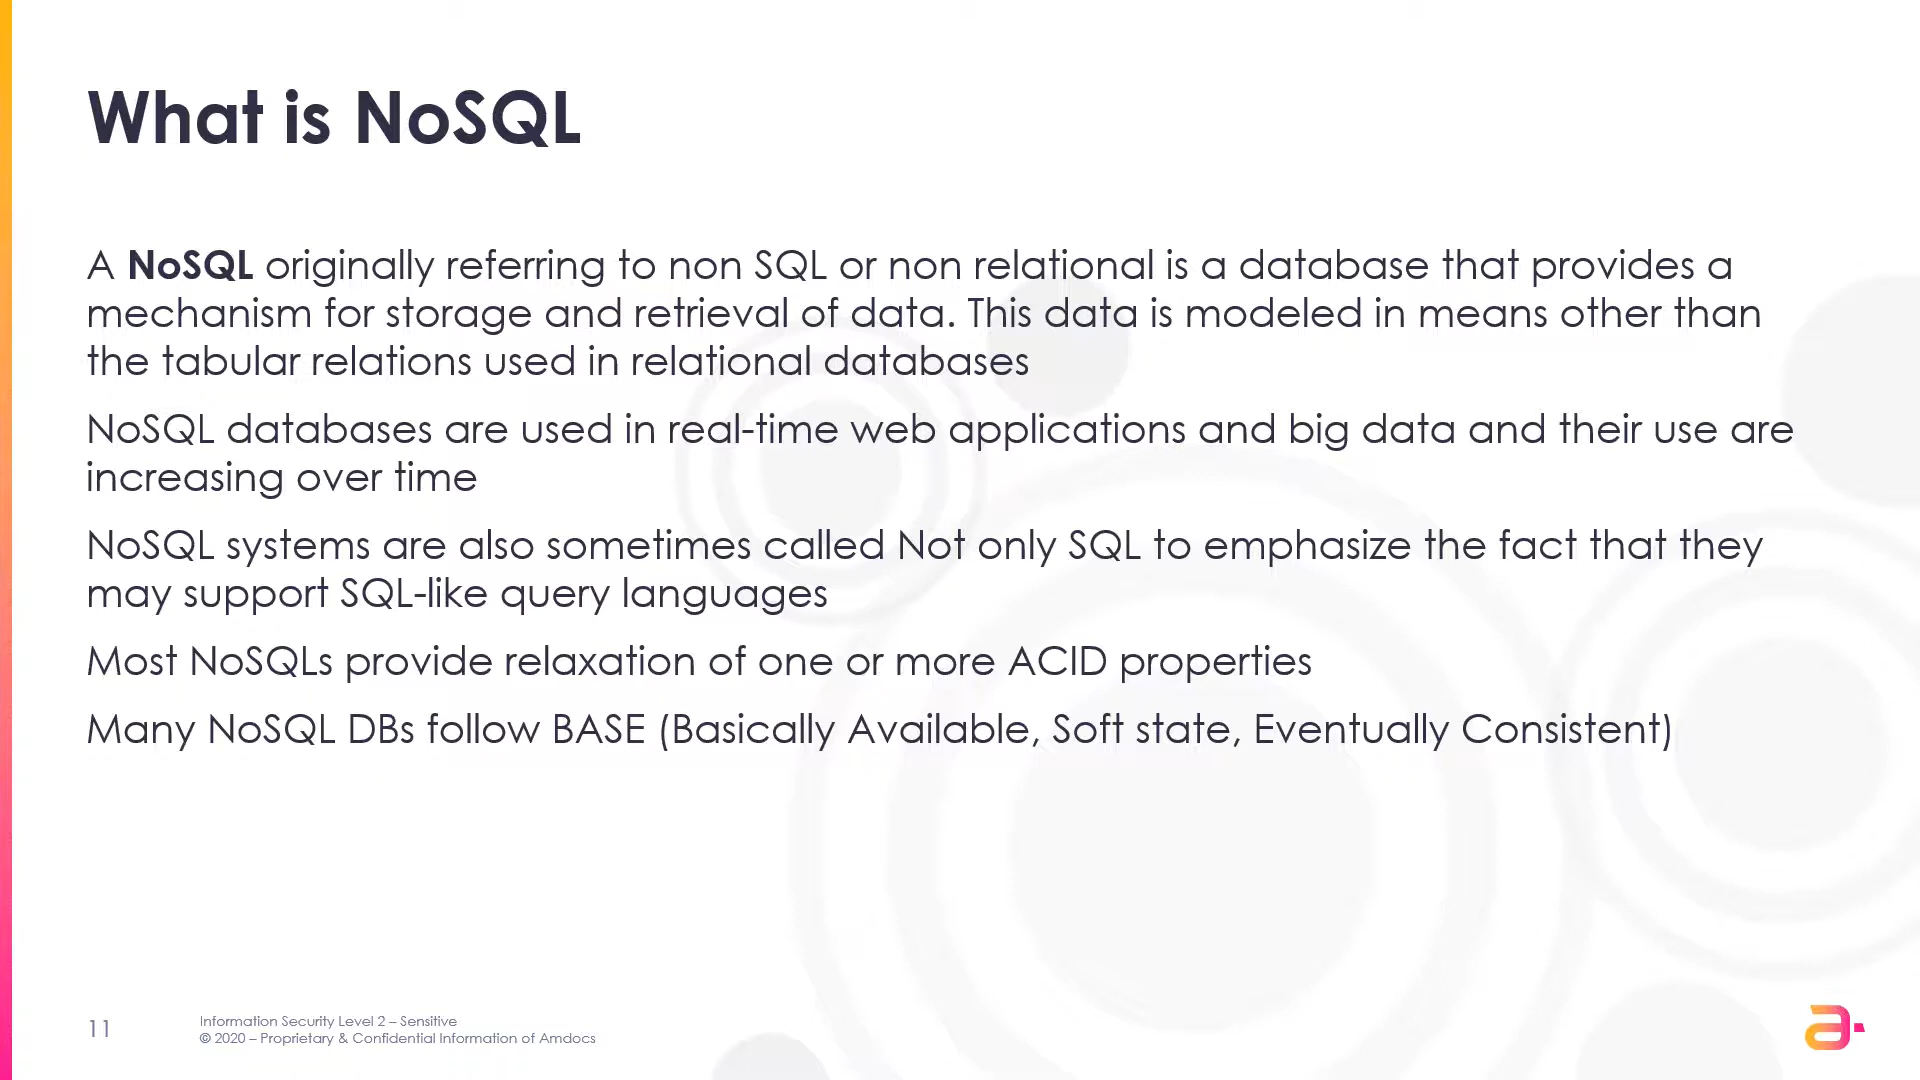 What is NoSQL
A NoSQL originally referring to non SQL or non relational is a database that provides a
mechanism for storage and retrieval of data. This data is modeled in means other than
the tabular relations used in relational databases
NoSQL databases are used in real-time web applications and big data and their use are
increasing over time
NoSQL systems are also sometimes called Not only SQL to emphasize the fact that they
may support SQL-like query languages
Most NoSQLs provide relaxation of one or more ACID properties
Many NoSQL DBs follow BASE (Basically Available, Soft state, Eventually Consistent)
11
Information Security Level 2 – Sensitive
© 2020 – Proprietary & Confidential Information of Amdocs